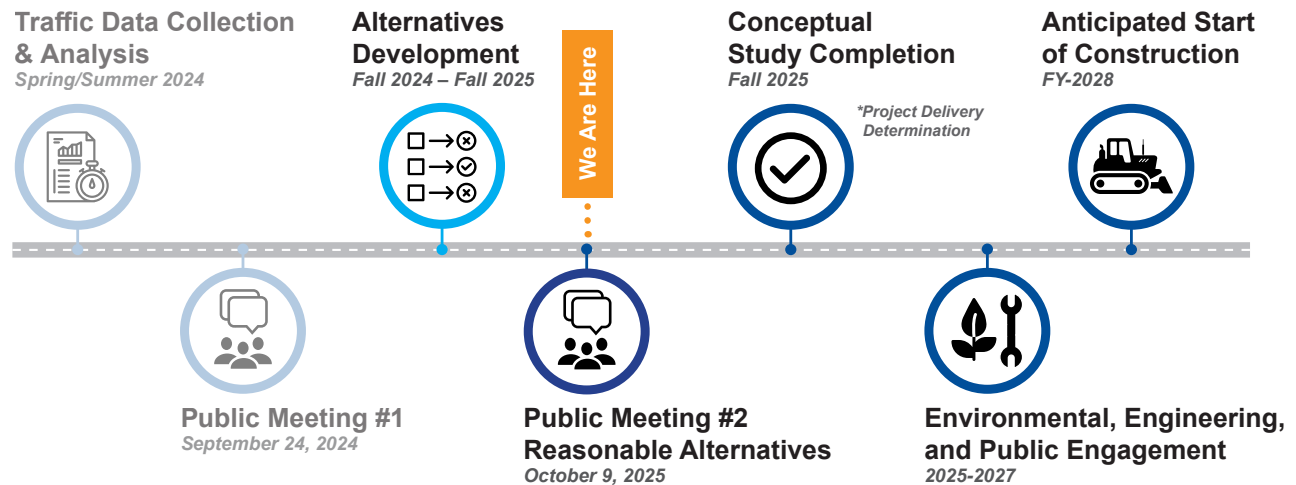 Traffic Data Collection
& Analysis
Spring/Summer 2024
Alternatives
Development
Fall 2024 – Fall 2025
We Are Here
Conceptual
Study Completion
Fall 2025
*Project Delivery
Determination
Anticipated Start
of Construction
FY-2028
Public Meeting #1
September 24, 2024
Public Meeting #2
Reasonable Alternatives
October 9, 2025
Environmental, Engineering,
and Public Engagement
2025-2027